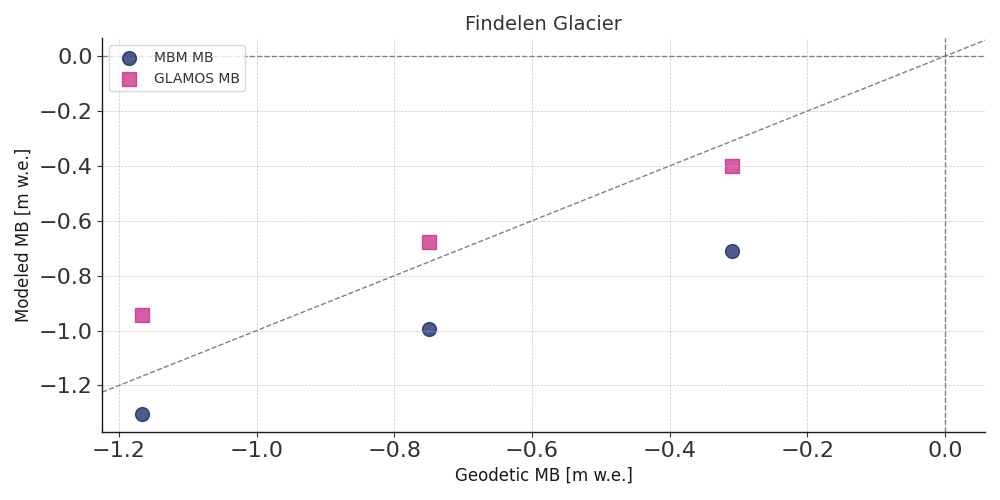 Findelen Glacier
MBM MB
GLAMOS MB
Modeled MB [m w.e.]
0.0
−0.2
−0.4
−0.6
−0.8
−1.0
−1.2
−1.2 −1.0 −0.8 −0.6 −0.4 −0.2 0.0
Geodetic MB [m w.e.]